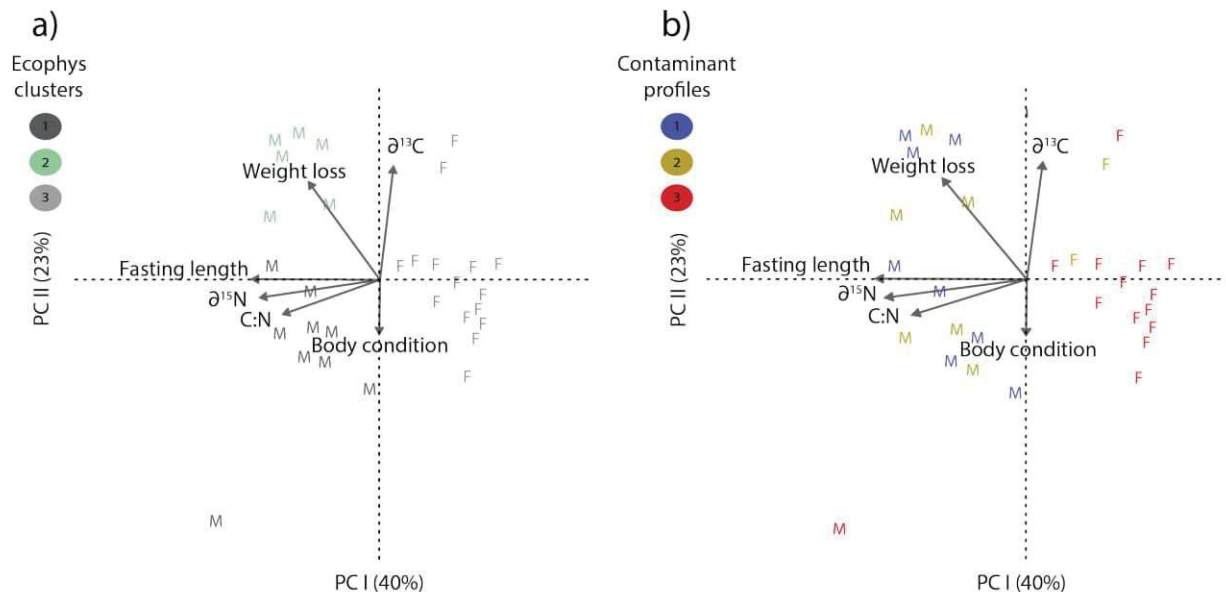 a)
Ecophys
clusters
1
2
3
PC II (23%)
M
M
M
M
F
F
∂¹³C
Weight loss
M
M
M
F
F
F
F
F
Fasting length
F
∂¹⁵N
M
F
F
C:N
F
F
F
M
M
M
F
Body condition
M
M
F
M
M
PC I (40%)
b)
Contaminant
profiles
1
2
3
PC II (23%)
M
M
M
M
F
F
∂¹³C
Weight loss
M
M
M
F
F
F
F
F
Fasting length
F
∂¹⁵N
M
F
F
C:N
F
F
F
M
M
M
F
Body condition
M
M
F
M
M
PC I (40%)